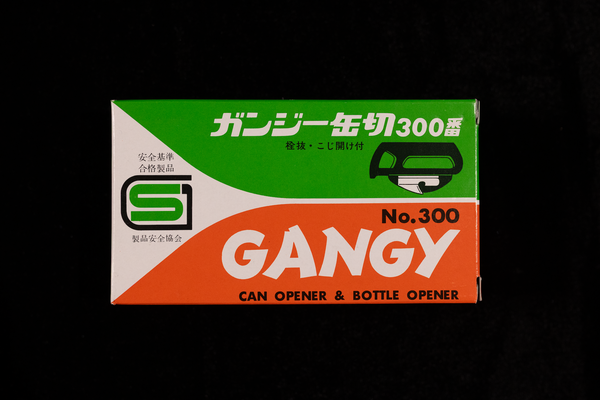 ガンジー缶切300番
栓抜・こじ開け付
安全基準
合格製品
SG
製品安全協会
No.300
GANGY
CAN OPENER & BOTTLE OPENER